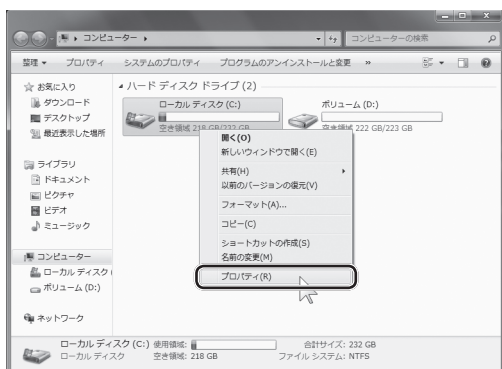 コンピューター
コンピューターの検索
整理 プロパティ システムのプロパティ プログラムのアンインストールと変更 »
お気に入り
ダウンロード
デスクトップ
最近表示した場所
ライブラリ
ドキュメント
ピクチャ
ビデオ
ミュージック
コンピューター
ローカル ディスク
ボリューム (D:)
ネットワーク
ハード ディスク ドライブ (2)
ローカル ディスク (C:)
空き領域 218 GB/232 GB
ボリューム (D:)
空き領域 222 GB/223 GB
開く(O)
新しいウィンドウで開く(E)
共有(H)
以前のバージョンの復元(V)
フォーマット(A)...
コピー(C)
ショートカットの作成(S)
名前の変更(M)
プロパティ(R)
ローカル ディスク (C:) 使用領域: 合計サイズ: 232 GB
ローカル ディスク 空き領域: 218 GB ファイル システム: NTFS